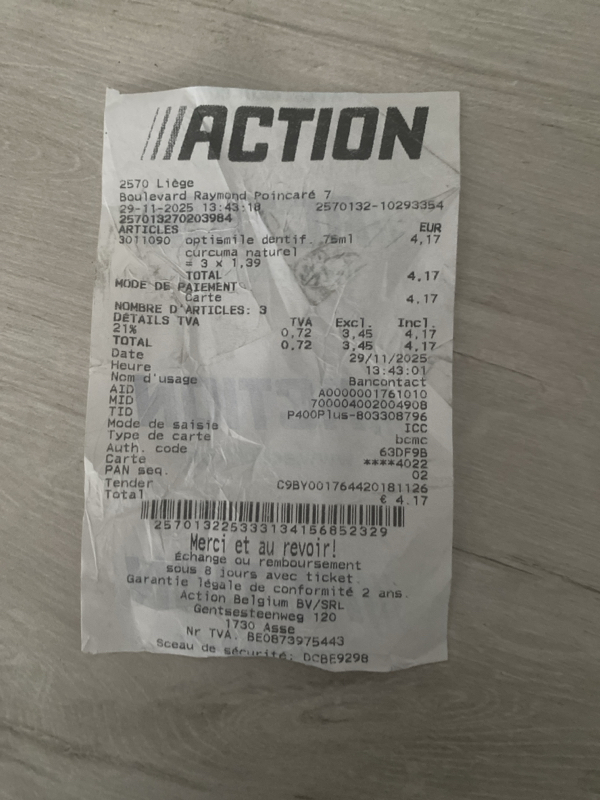 ACTION
2570 Liège
Boulevard Raymond Poincaré 7
29-11-2025 13:43:18 2570132-10293354
257013270203984
ARTICLES EUR
3011090 optismile dentif. 75ml 4,17
curcuma naturel
= 3 x 1,39
TOTAL 4,17
MODE DE PAIEMENT
Carte 4,17
NOMBRE D'ARTICLES: 3
DÉTAILS TVA TVA Excl. Incl.
21% 0,72 3,45 4,17
TOTAL 0,72 3,45 4,17
Date 29/11/2025
Heure 13:43:01
Nom d'usage Bancontact
AID A0000001761010
MID 700004002004908
TID P400Plus-803308796
Mode de saisie ICC
Type de carte bcmc
Auth. code 63DF9B
Carte ****4022
PAN seq. 02
Tender C9BY001764420181126
Total € 4.17
2570132253331341568523​29
Merci et au revoir!
Échange ou remboursement
sous 8 jours avec ticket.
Garantie légale de conformité 2 ans.
Action Belgium BV/SRL
Gentsesteenweg 120
1730 Asse
Nr TVA. BE0873975443
Sceau de sécurité: DCBE9298